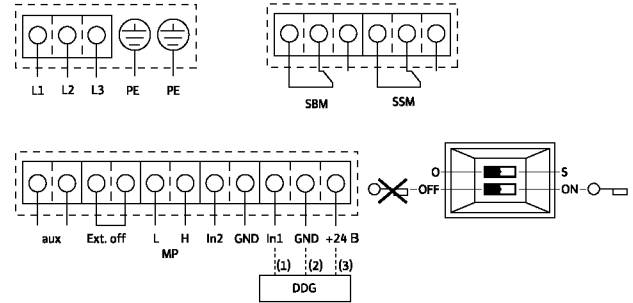 L1 L2 L3 PE PE
SBM SSM
O S
OFF ON
aux Ext. off L H In2 GND In1 GND +24 В
MP
(1) (2) (3)
DDG